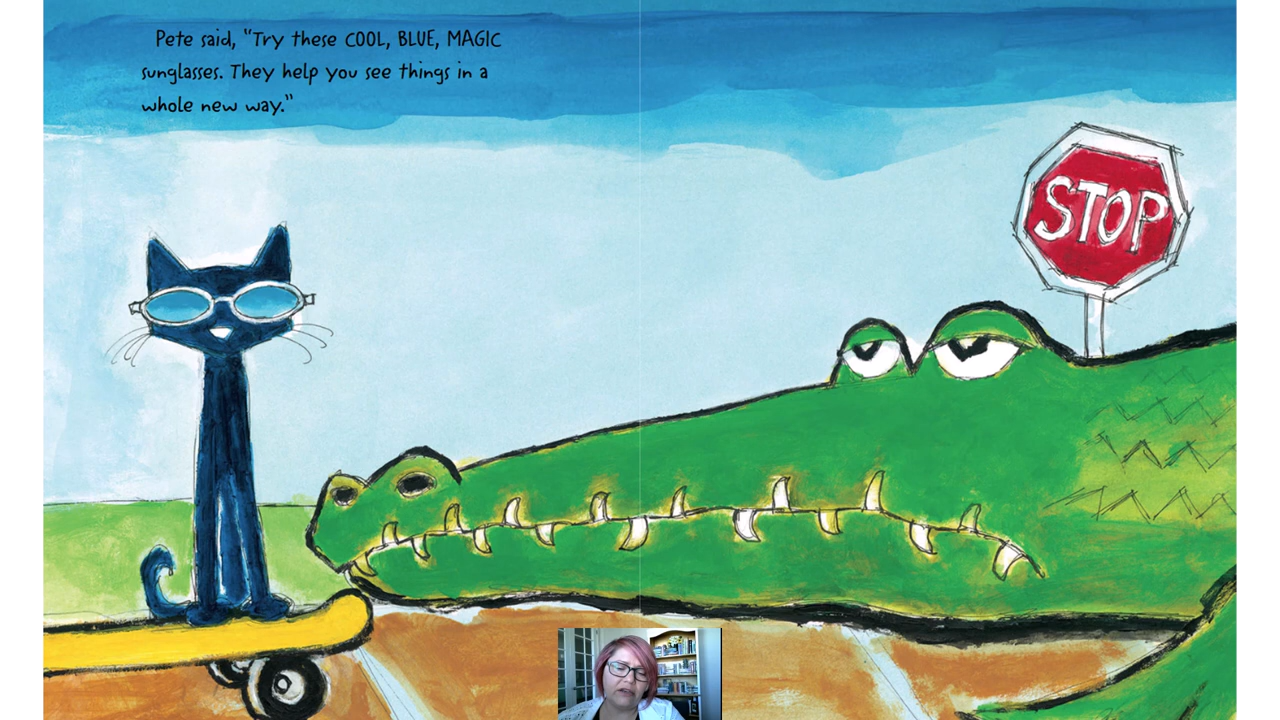 Pete said, "Try these COOL, BLUE, MAGIC
sunglasses. They help you see things in a
whole new way."
STOP